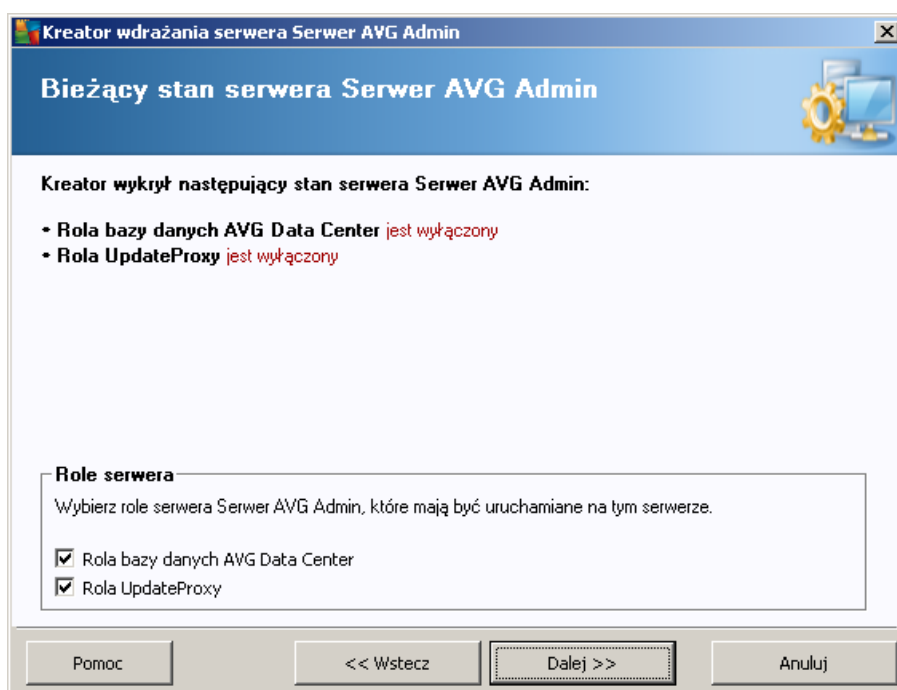 Kreator wdrażania serwera Serwer AVG Admin
Bieżący stan serwera Serwer AVG Admin
Kreator wykrył następujący stan serwera Serwer AVG Admin:
• Rola bazy danych AVG Data Center jest wyłączony
• Rola UpdateProxy jest wyłączony
Role serwera
Wybierz role serwera Serwer AVG Admin, które mają być uruchamiane na tym serwerze.
Rola bazy danych AVG Data Center
Rola UpdateProxy
Pomoc << Wstecz Dalej >> Anuluj